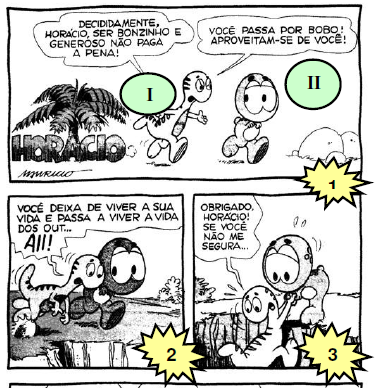 DECIDIDAMENTE,
HORÁCIO, SER BONZINHO E
GENEROSO NÃO PAGA
A PENA!
VOCÊ PASSA POR BOBO!
APROVEITAM-SE DE VOCÊ!
I
II
HORÁCIO
MAURICIO
1
VOCÊ DEIXA DE VIVER A SUA
VIDA E PASSA A VIVER A VIDA
DOS OUT...
AII!
2
OBRIGADO,
HORÁCIO!
SE VOCÊ
NÃO ME
SEGURA...
3